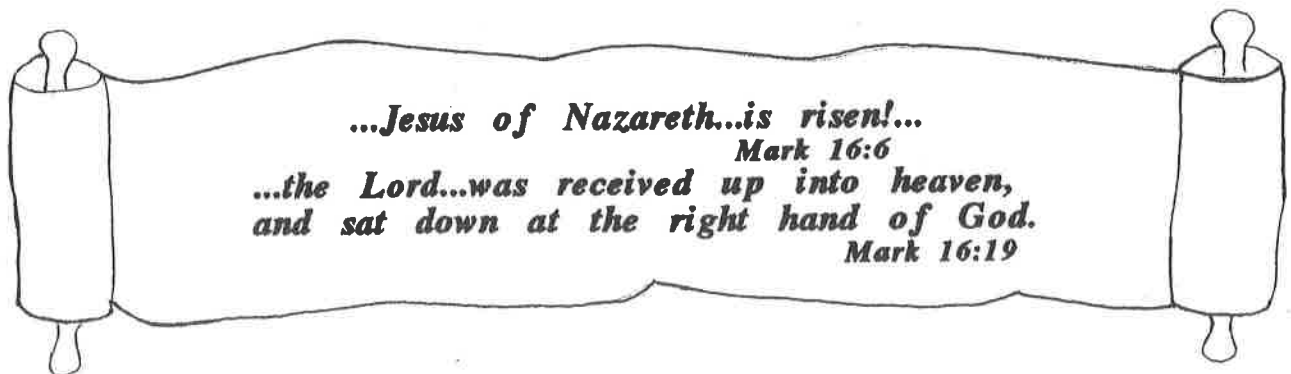 ...Jesus of Nazareth...is risen!...
Mark 16:6
...the Lord...was received up into heaven,
and sat down at the right hand of God.
Mark 16:19